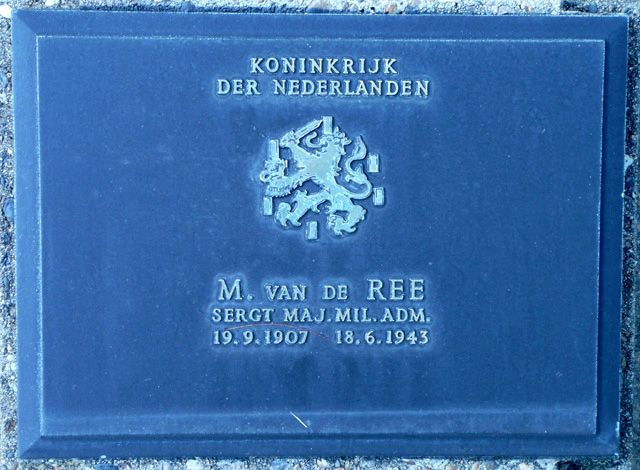 KONINKRIJK
DER NEDERLANDEN
M. VAN DE REE
SERGT MAJ. MIL. ADM.
19.9.1907 - 18.6.1943